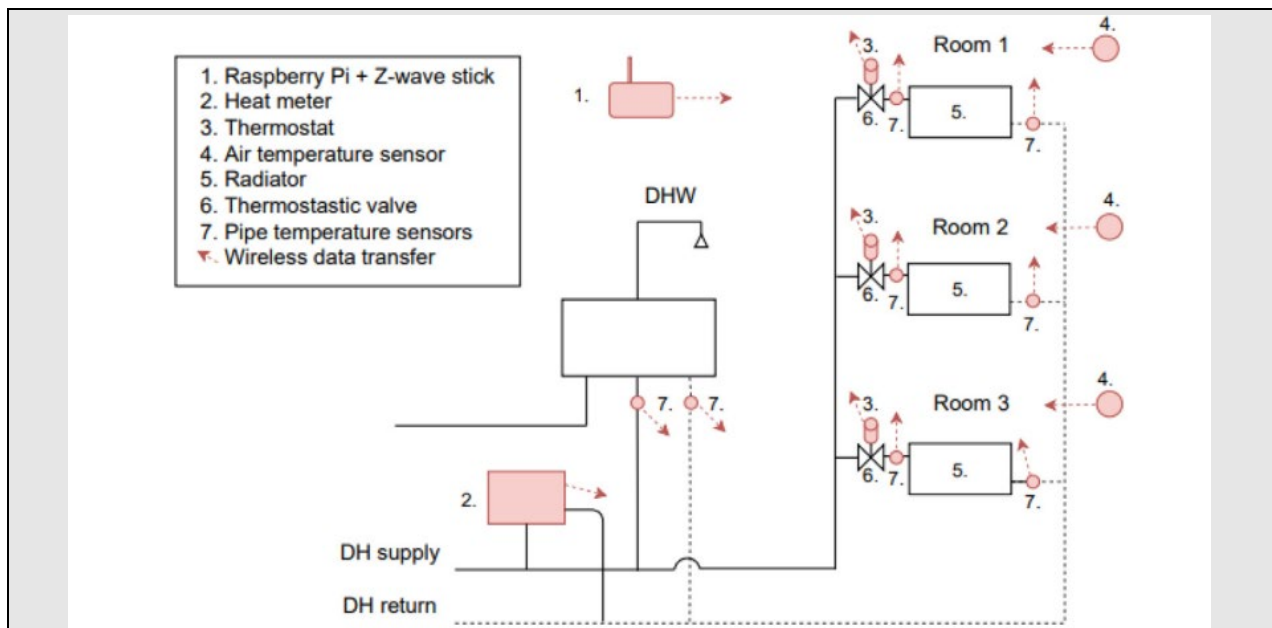 1. Raspberry Pi + Z-wave stick
2. Heat meter
3. Thermostat
4. Air temperature sensor
5. Radiator
6. Thermostastic valve
7. Pipe temperature sensors
Wireless data transfer
1.
DHW
7.
7.
2.
DH supply
DH return
3.
Room 1
4.
6.
7.
5.
7.
3.
Room 2
4.
6.
7.
5.
7.
3.
Room 3
4.
6.
7.
5.
7.